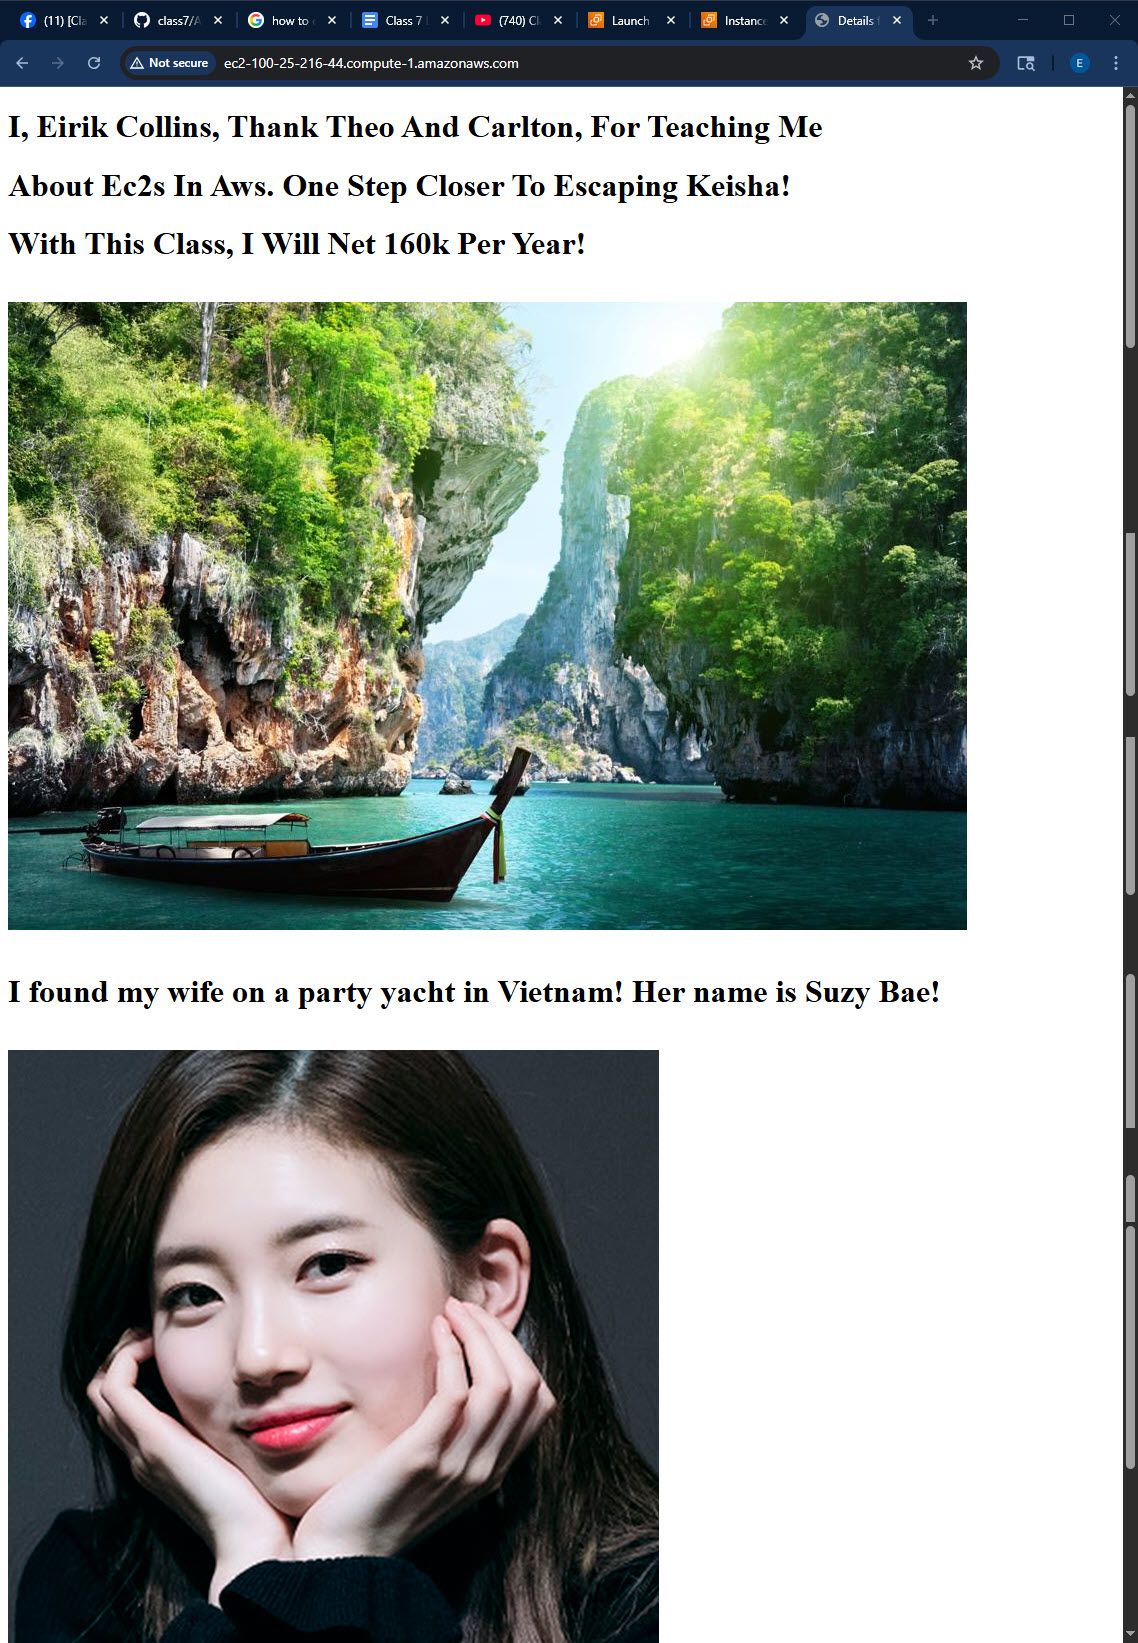 (11) [Cla
class7/A
how to
Class 7
(740) Cl
Launch
Instance
Details
Not secure
ec2-100-25-216-44.compute-1.amazonaws.com
E
I, Eirik Collins, Thank Theo And Carlton, For Teaching Me
About Ec2s In Aws. One Step Closer To Escaping Keisha!
With This Class, I Will Net 160k Per Year!
I found my wife on a party yacht in Vietnam! Her name is Suzy Bae!